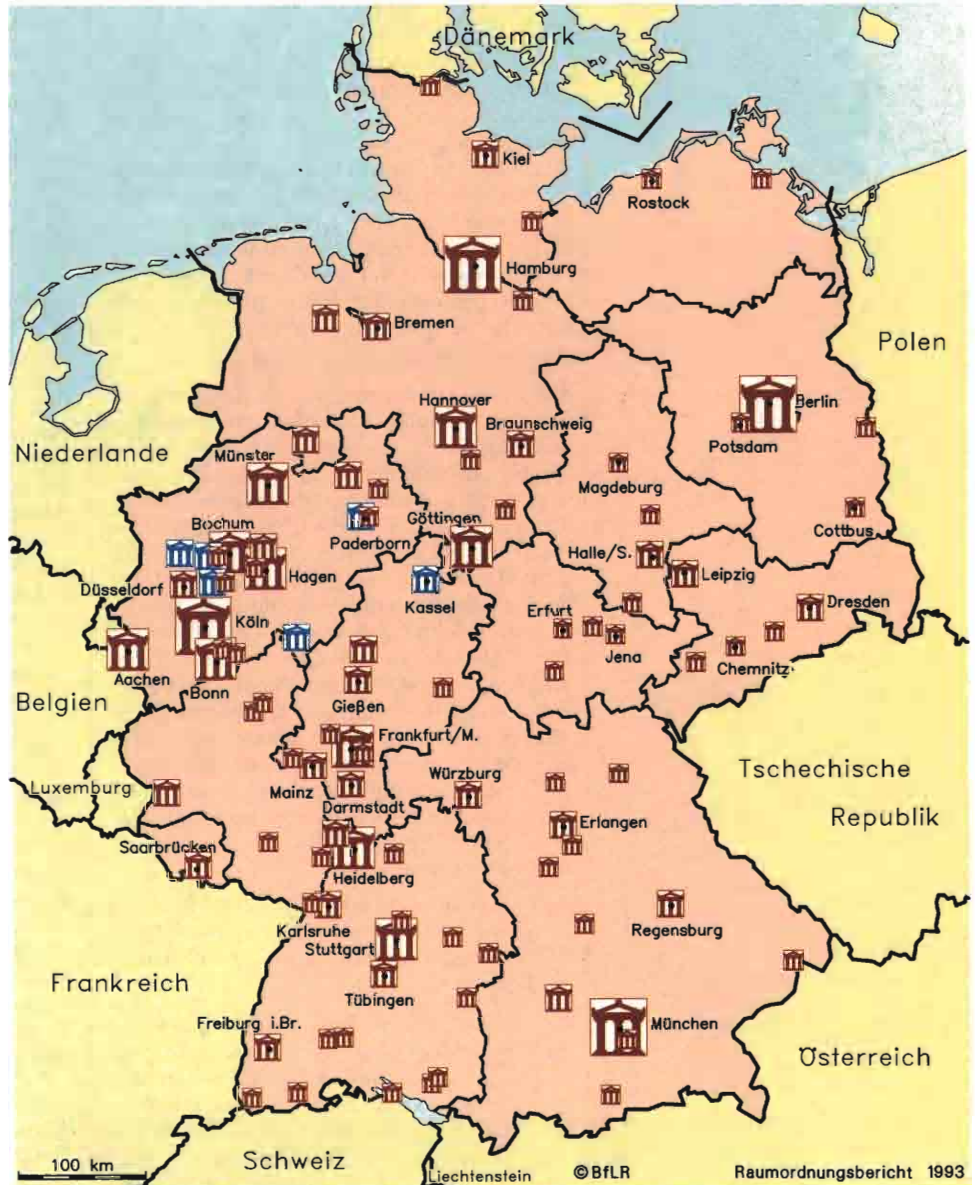 Dänemark
Kiel
Rostock
Hamburg
Bremen
Polen
Hannover
Berlin
Braunschweig
Potsdam
Niederlande
Münster
Magdeburg
Bochum
Göttingen
Cottbus
Paderborn
Halle/S.
Hagen
Leipzig
Düsseldorf
Kassel
Dresden
Erfurt
Köln
Jena
Aachen
Chemnitz
Bonn
Belgien
Gießen
Frankfurt/M.
Tschechische
Würzburg
Luxemburg
Mainz
Darmstadt
Republik
Erlangen
Saarbrücken
Heidelberg
Karlsruhe
Regensburg
Stuttgart
Frankreich
Tübingen
Freiburg i.Br.
München
Österreich
100 km
Schweiz
Liechtenstein
©BfLR
Raumordnungsbericht 1993